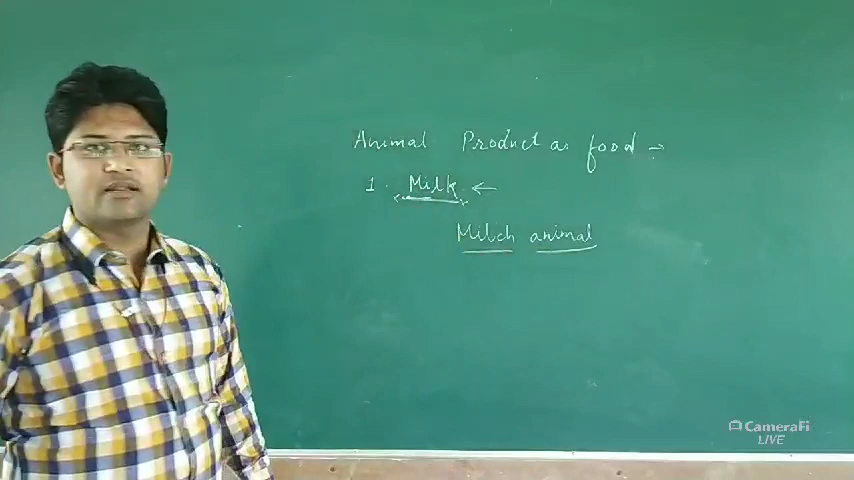 Animal Product as food →
1. Milk ←
Milch animal
CameraFi
LIVE